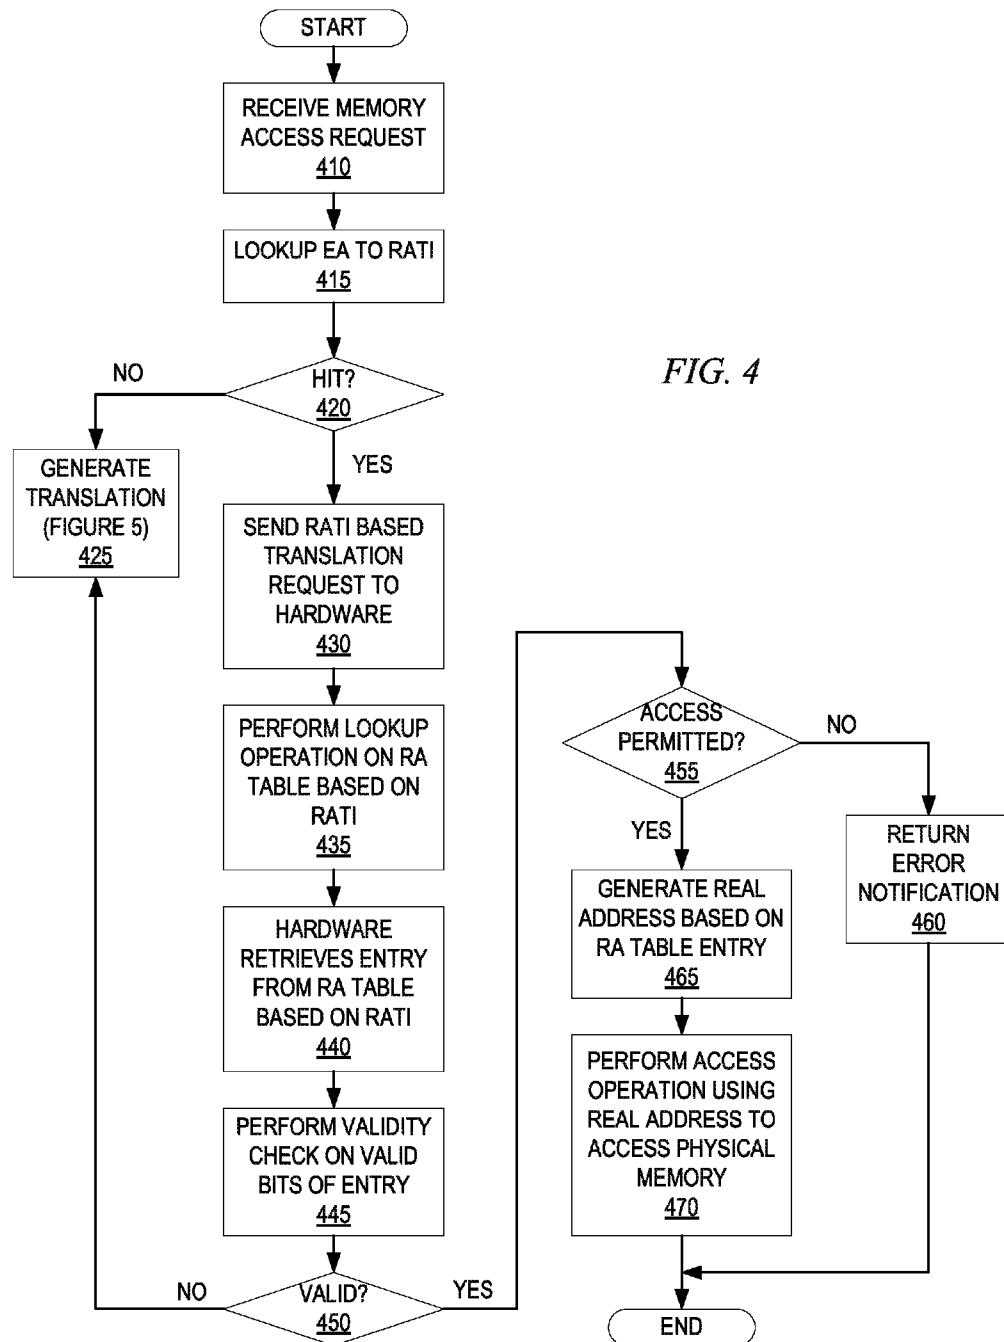 START
RECEIVE MEMORY
ACCESS REQUEST
410
LOOKUP EA TO RATI
415
HIT?
420
NO
YES
FIG. 4
GENERATE
TRANSLATION
(FIGURE 5)
425
SEND RATI BASED
TRANSLATION
REQUEST TO
HARDWARE
430
PERFORM LOOKUP
OPERATION ON RA
TABLE BASED ON
RATI
435
HARDWARE
RETRIEVES ENTRY
FROM RA TABLE
BASED ON RATI
440
PERFORM VALIDITY
CHECK ON VALID
BITS OF ENTRY
445
NO
VALID?
450
YES
ACCESS
PERMITTED?
455
NO
YES
RETURN
ERROR
NOTIFICATION
460
GENERATE REAL
ADDRESS BASED ON
RA TABLE ENTRY
465
PERFORM ACCESS
OPERATION USING
REAL ADDRESS TO
ACCESS PHYSICAL
MEMORY
470
END